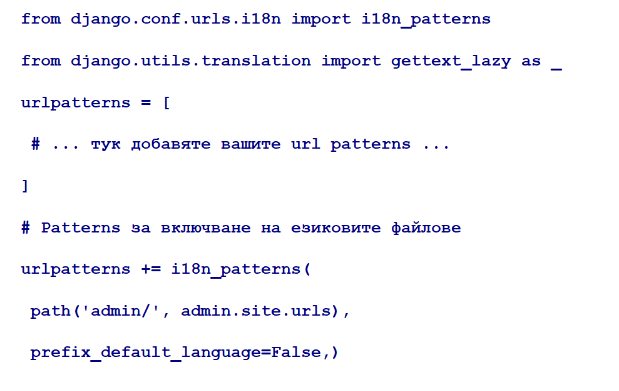 from django.conf.urls.i18n import i18n_patterns
from django.utils.translation import gettext_lazy as _
urlpatterns = [
# ... тук добавяте вашите url patterns ...
]
# Patterns за включване на езиковите файлове
urlpatterns += i18n_patterns(
path('admin/', admin.site.urls),
prefix_default_language=False,)